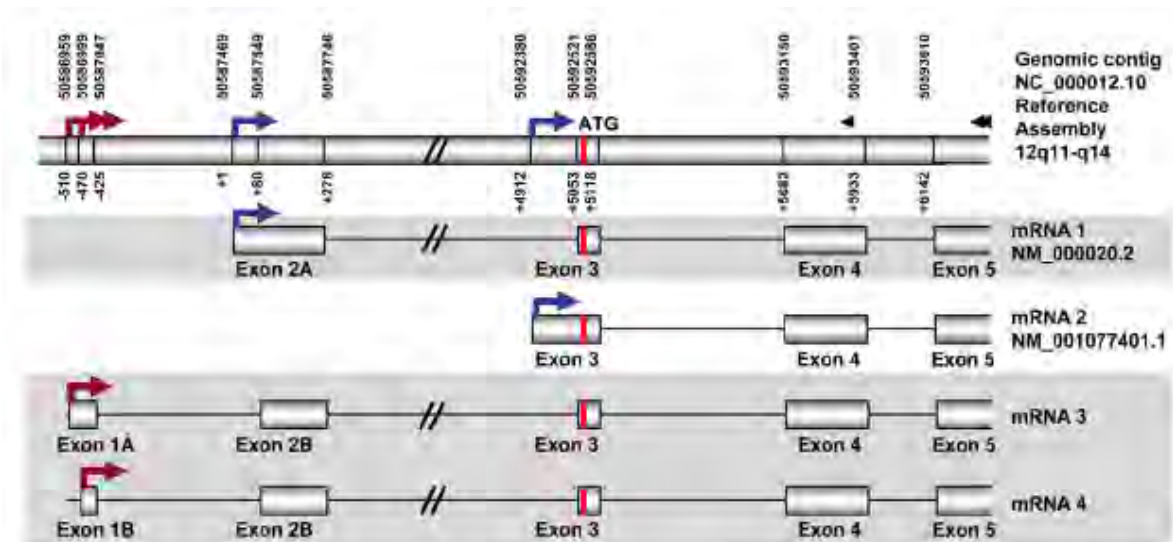 50586959
50586999
50587047
50587469
50587549
50587746
50592380
50592521
50592586
50593150
50593401
50593610
Genomic contig
NC_000012.10
Reference
Assembly
12q11-q14
ATG
-510
-470
-425
+1
+80
+278
+4912
+5053
+5118
+5683
+5933
+6142
mRNA 1
NM_000020.2
Exon 2A Exon 3 Exon 4 Exon 5
mRNA 2
NM_001077401.1
Exon 3 Exon 4 Exon 5
mRNA 3
Exon 1A Exon 2B Exon 3 Exon 4 Exon 5
mRNA 4
Exon 1B Exon 2B Exon 3 Exon 4 Exon 5